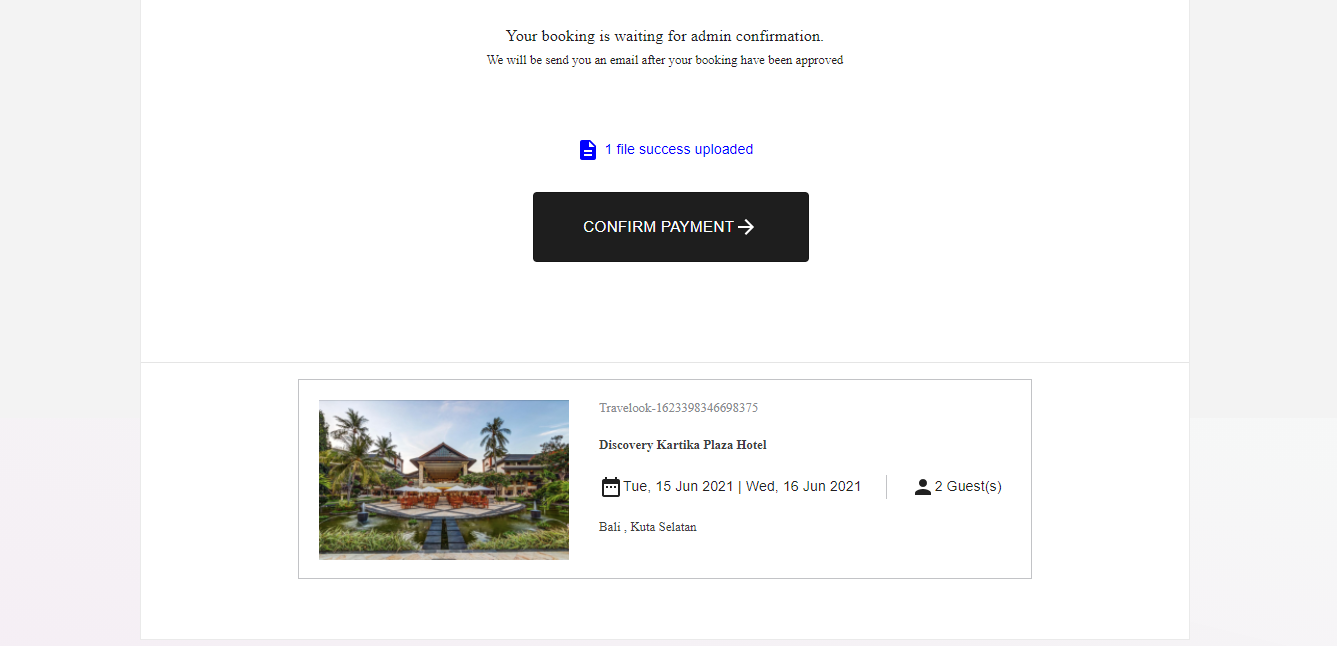 Your booking is waiting for admin confirmation.
We will be send you an email after your booking have been approved
1 file success uploaded
CONFIRM PAYMENT
Travelook-1623398346698375
Discovery Kartika Plaza Hotel
Tue, 15 Jun 2021 | Wed, 16 Jun 2021
2 Guest(s)
Bali , Kuta Selatan